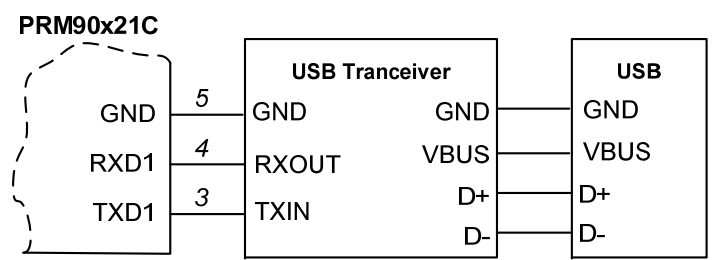 PRM90x21C
USB Tranceiver
USB
GND 5 GND GND GND
RXD1 4 RXOUT VBUS VBUS
TXD1 3 TXIN D+ D+
D- D-